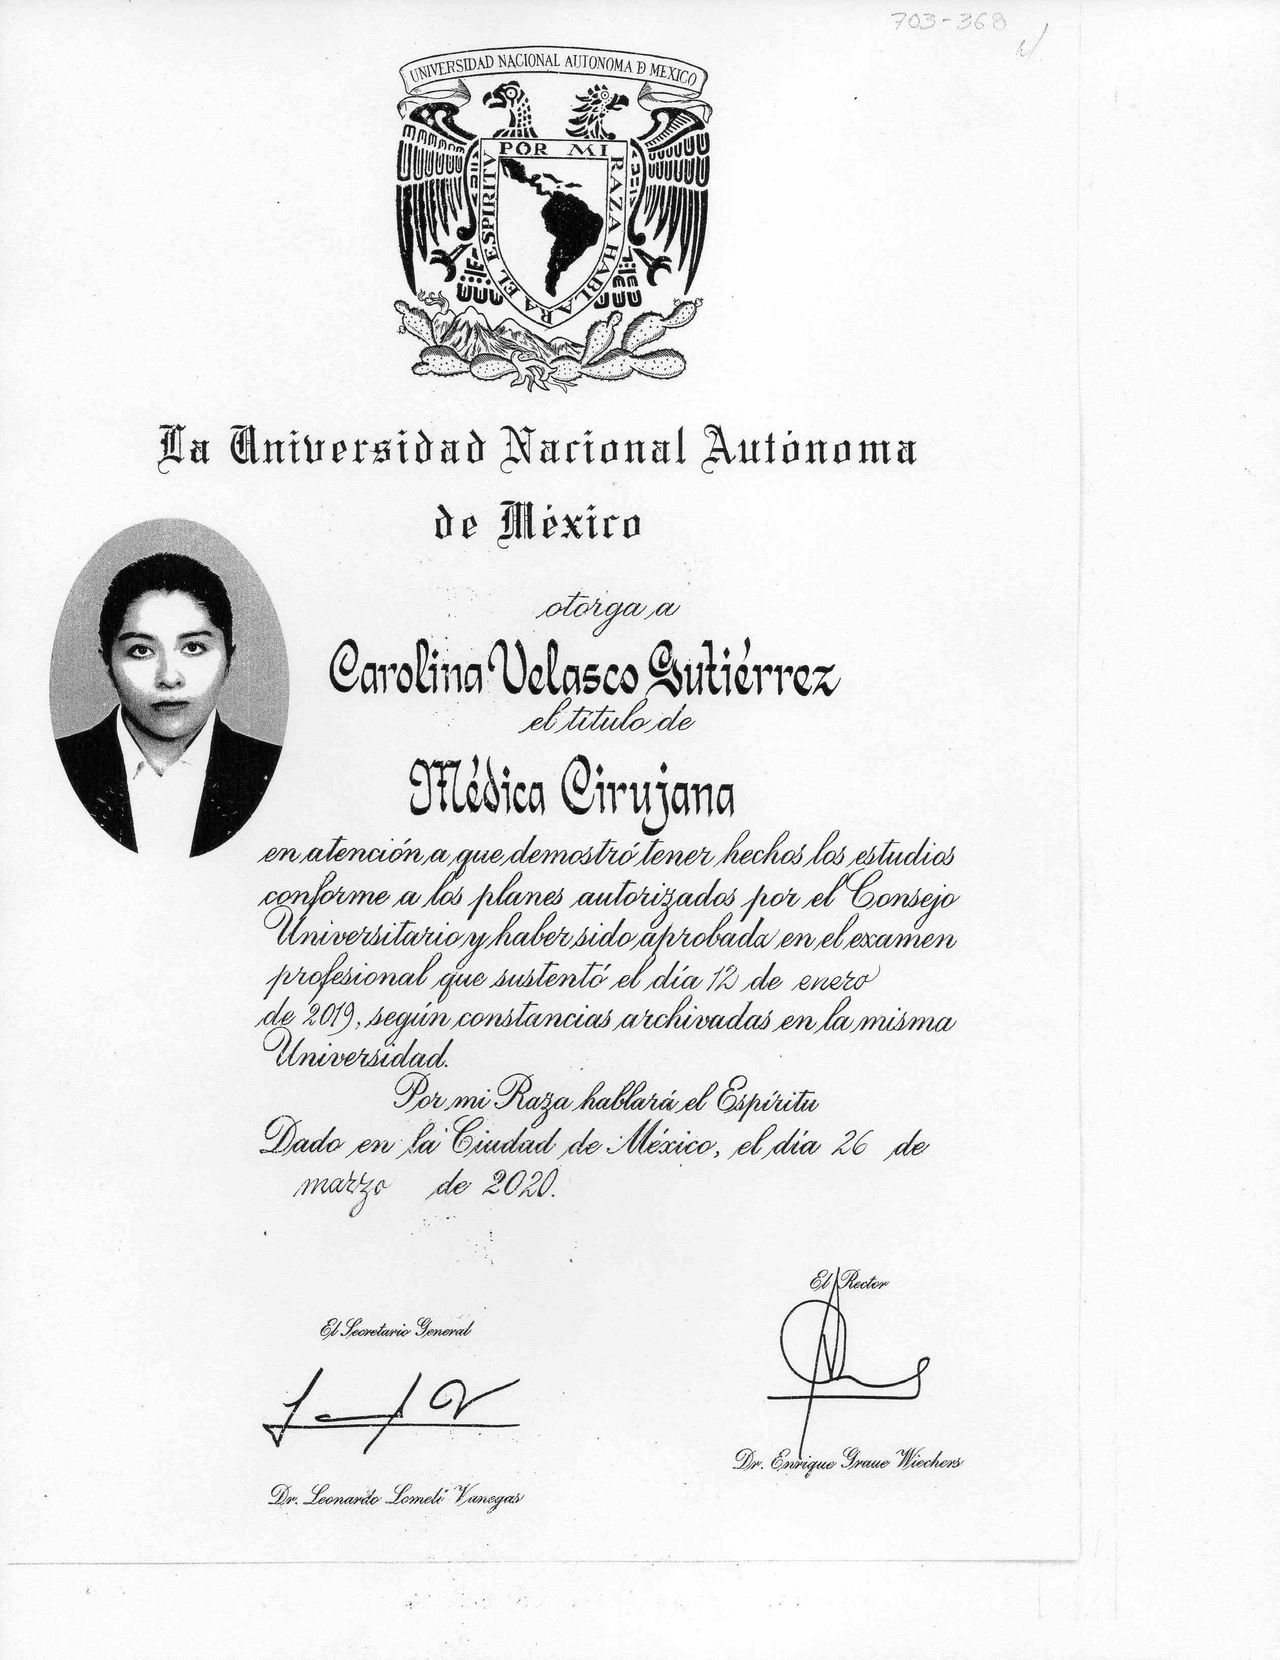 703-368
UNIVERSIDAD NACIONAL AUTONOMA D MEXICO
POR MI RAZA HABLARA EL ESPIRITU
La Universidad Nacional Autónoma
de México
otorga a
Carolina Velasco Gutiérrez
el título de
Médica Cirujana
en atención a que demostró tener hechos los estudios
conforme a los planes autorizados por el Consejo
Universitario y haber sido aprobada en el examen
profesional que sustentó el día 12 de enero
de 2019, según constancias archivadas en la misma
Universidad.
Por mi Raza hablará el Espíritu
Dado en la Ciudad de México, el día 26 de
marzo de 2020.
El Rector
El Secretario General
Dr. Enrique Graue Wiechers
Dr. Leonardo Lomelí Vanegas